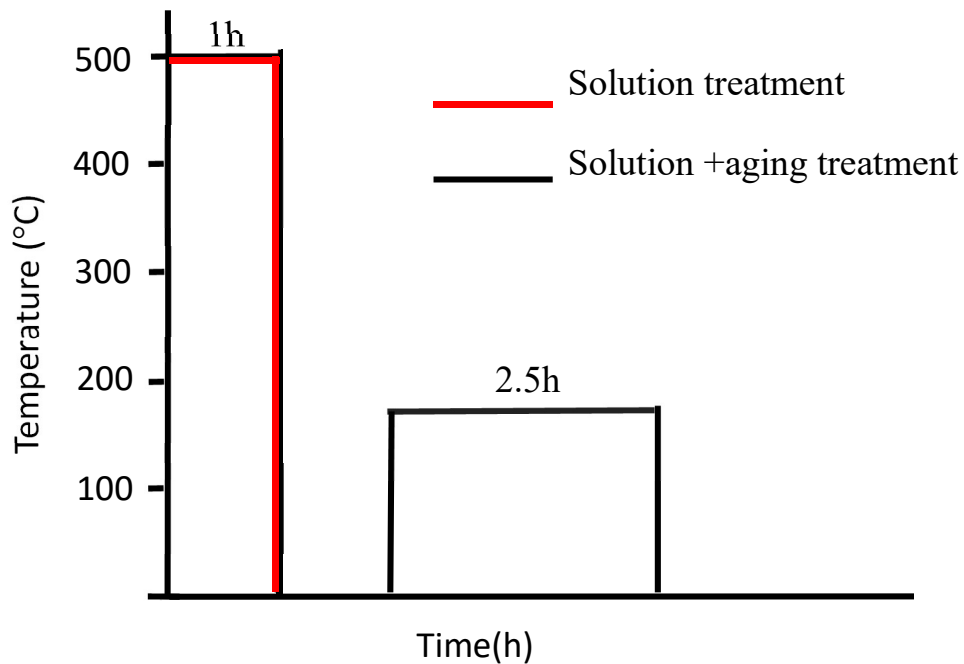 1h
500
Solution treatment
400
Solution +aging treatment
300
Temperature (°C)
200
2.5h
100
Time(h)